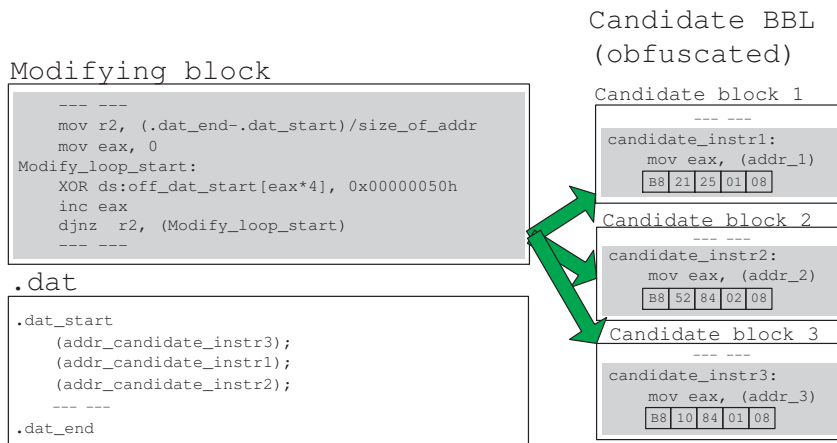 Modifying block
--- ---
mov r2, (.dat_end-.dat_start)/size_of_addr
mov eax, 0
Modify_loop_start:
XOR ds:off_dat_start[eax*4], 0x00000050h
inc eax
djnz r2, (Modify_loop_start)
--- ---
.dat
.dat_start
(addr_candidate_instr3);
(addr_candidate_instr1);
(addr_candidate_instr2);
--- ---
.dat_end
Candidate BBL
(obfuscated)
Candidate block 1
--- ---
candidate_instr1:
mov eax, (addr_1)
B8 21 25 01 08
Candidate block 2
--- ---
candidate_instr2:
mov eax, (addr_2)
B8 52 84 02 08
Candidate block 3
--- ---
candidate_instr3:
mov eax, (addr_3)
B8 10 84 01 08